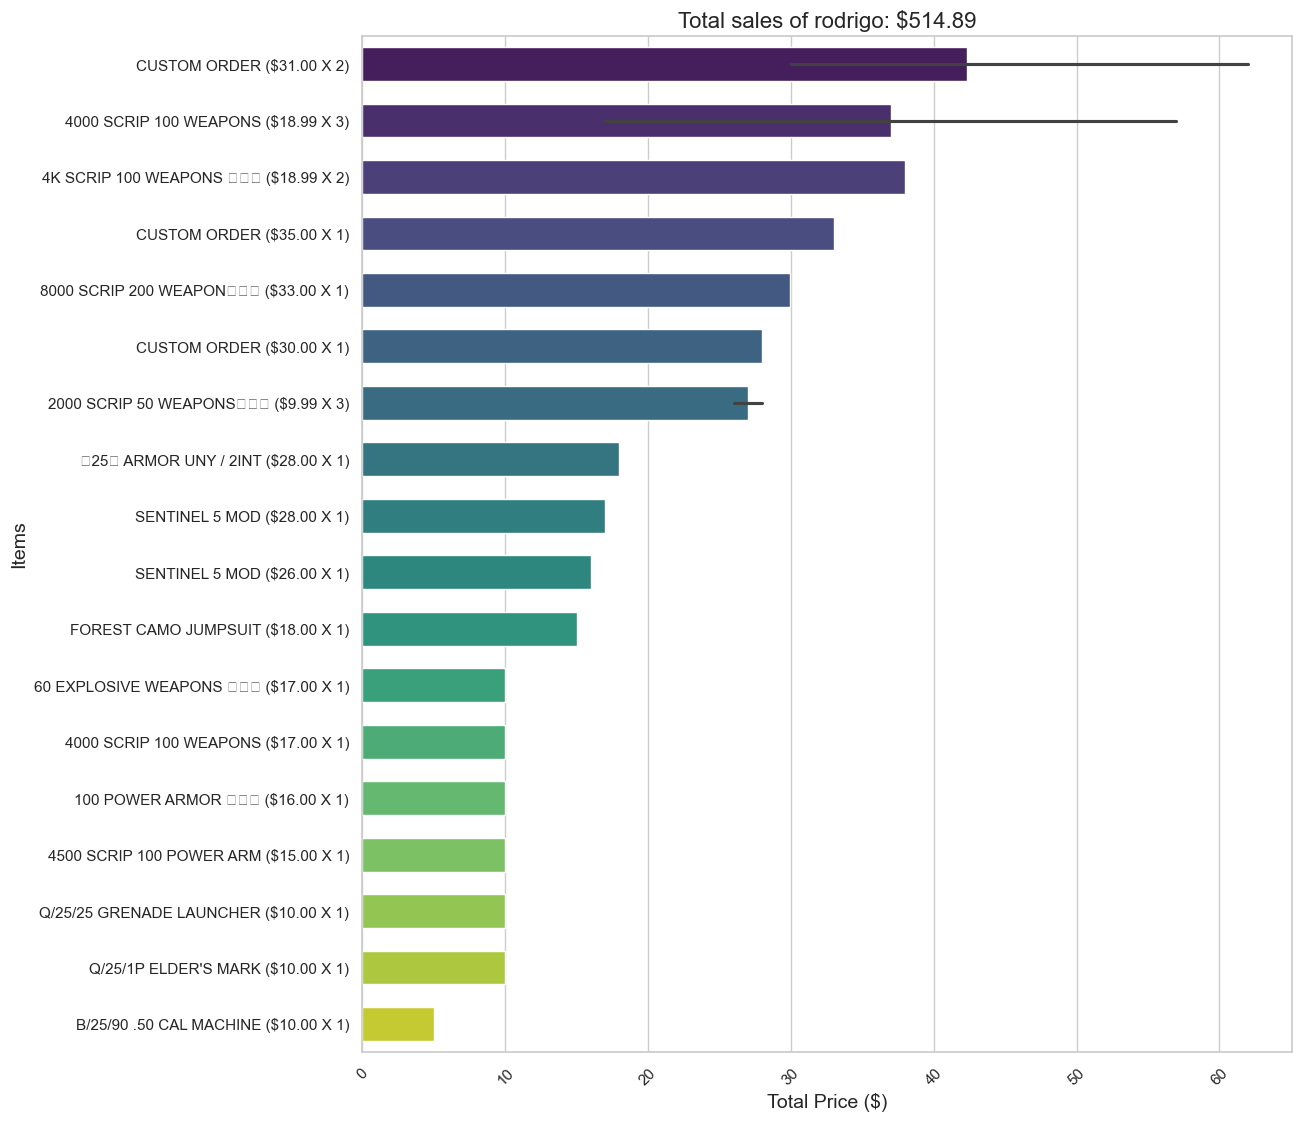 Total sales of rodrigo: $514.89
Items
CUSTOM ORDER ($31.00 X 2)
4000 SCRIP 100 WEAPONS ($18.99 X 3)
4K SCRIP 100 WEAPONS □□□ ($18.99 X 2)
CUSTOM ORDER ($35.00 X 1)
8000 SCRIP 200 WEAPON□□□ ($33.00 X 1)
CUSTOM ORDER ($30.00 X 1)
2000 SCRIP 50 WEAPONS□□□ ($9.99 X 3)
□25□ ARMOR UNY / 2INT ($28.00 X 1)
SENTINEL 5 MOD ($28.00 X 1)
SENTINEL 5 MOD ($26.00 X 1)
FOREST CAMO JUMPSUIT ($18.00 X 1)
60 EXPLOSIVE WEAPONS □□□ ($17.00 X 1)
4000 SCRIP 100 WEAPONS ($17.00 X 1)
100 POWER ARMOR □□□ ($16.00 X 1)
4500 SCRIP 100 POWER ARM ($15.00 X 1)
Q/25/25 GRENADE LAUNCHER ($10.00 X 1)
Q/25/1P ELDER'S MARK ($10.00 X 1)
B/25/90 .50 CAL MACHINE ($10.00 X 1)
0 10 20 30 40 50 60
Total Price ($)